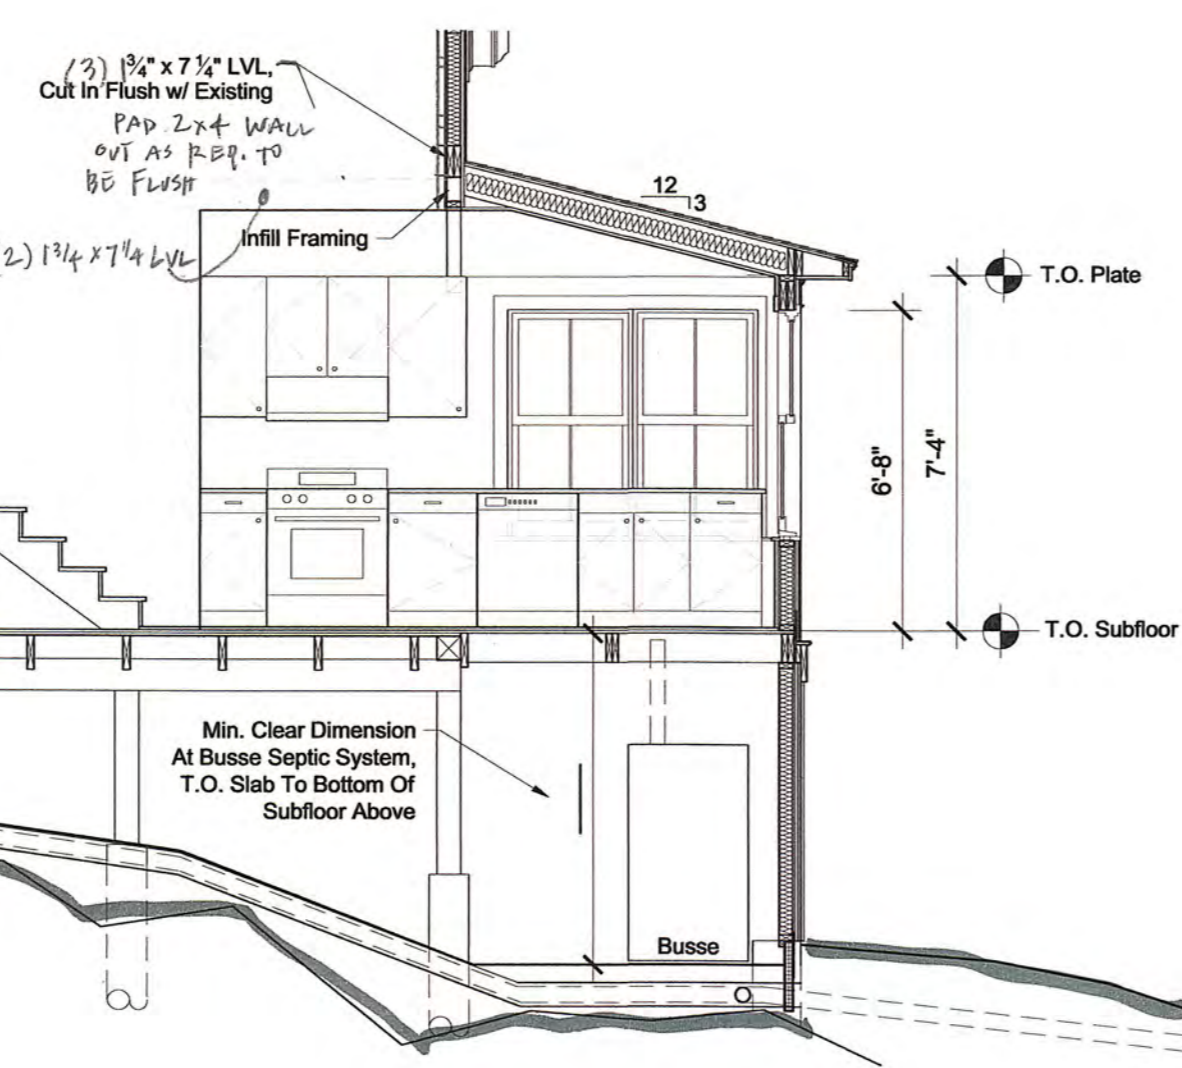 (3) 1¾" x 7 ¼" LVL,
Cut In Flush w/ Existing
PAD 2x4 WALL
OUT AS REQ. TO
BE FLUSH
2) 1¾ x 7¼ LVL
Infill Framing
12
3
T.O. Plate
6'-8"
7'-4"
T.O. Subfloor
Min. Clear Dimension
At Busse Septic System,
T.O. Slab To Bottom Of
Subfloor Above
Busse